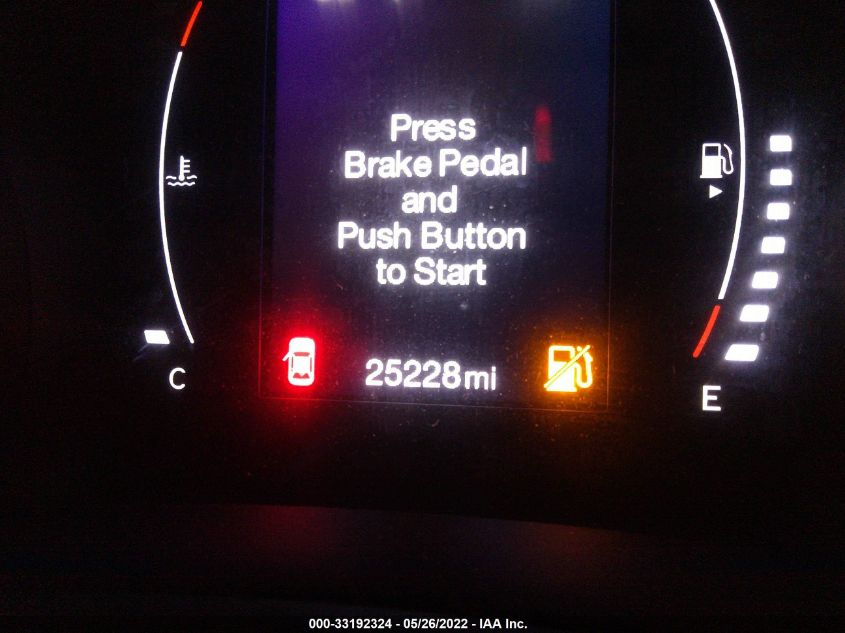 Press
Brake Pedal
and
Push Button
to Start
25228mi
C
E
000-33192324 - 05/26/2022 - IAA Inc.